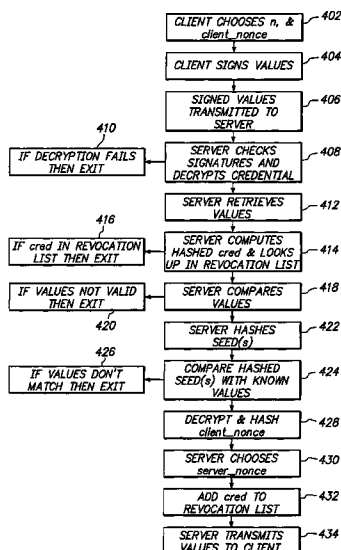 CLIENT CHOOSES n, &
client_nonce
402
CLIENT SIGNS VALUES
404
SIGNED VALUES
TRANSMITTED TO
SERVER
406
410
IF DECRYPTION FAILS
THEN EXIT
SERVER CHECKS
SIGNATURES AND
DECRYPTS CREDENTIAL
408
SERVER RETRIEVES
VALUES
412
416
IF cred IN REVOCATION
LIST THEN EXIT
SERVER COMPUTES
HASHED cred & LOOKS
UP IN REVOCATION LIST
414
IF VALUES NOT VALID
THEN EXIT
420
SERVER COMPARES
VALUES
418
SERVER HASHES
SEED(s)
422
426
IF VALUES DON'T
MATCH THEN EXIT
COMPARE HASHED
SEED(s) WITH KNOWN
VALUES
424
DECRYPT & HASH
client_nonce
428
SERVER CHOOSES
server_nonce
430
ADD cred TO
REVOCATION LIST
432
SERVER TRANSMITS
VALUES TO CLIENT
434